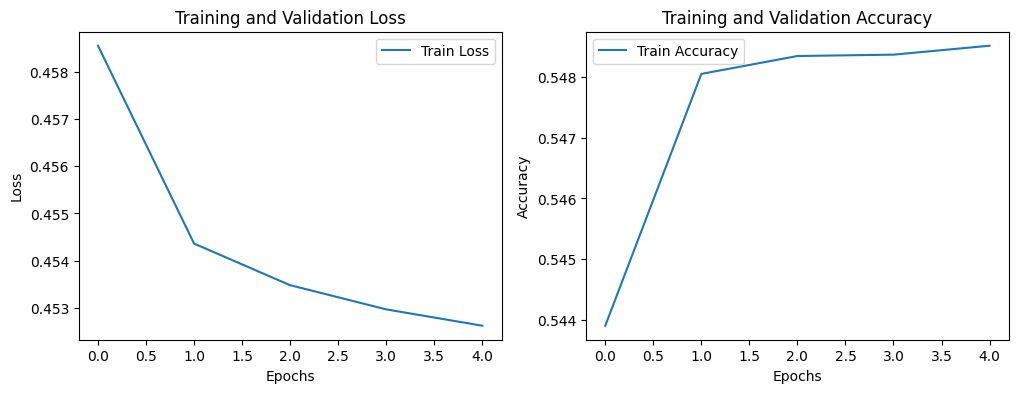 Training and Validation Loss
Train Loss
0.458
0.457
0.456
0.455
0.454
0.453
Loss
0.0 0.5 1.0 1.5 2.0 2.5 3.0 3.5 4.0
Epochs
Training and Validation Accuracy
Train Accuracy
0.548
0.547
0.546
0.545
0.544
Accuracy
0.0 0.5 1.0 1.5 2.0 2.5 3.0 3.5 4.0
Epochs